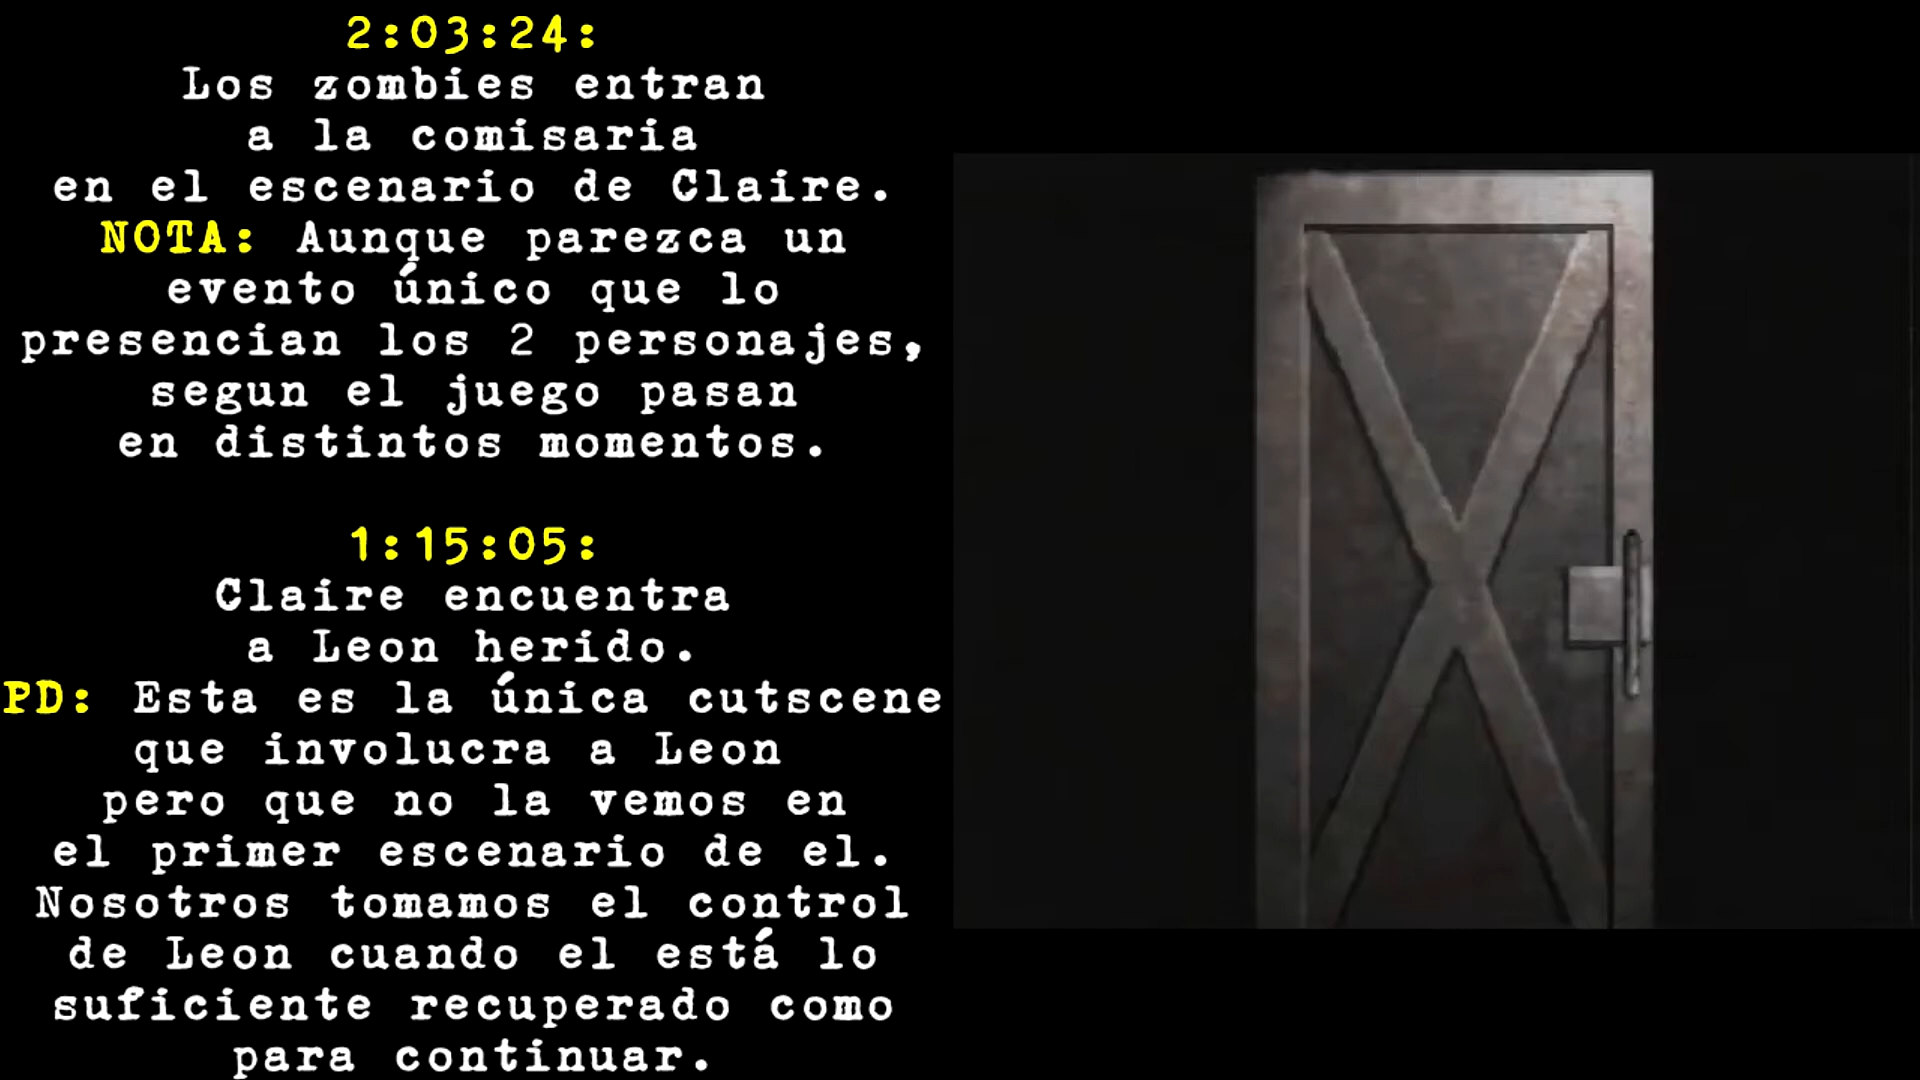 2:03:24:
Los zombies entran
a la comisaria
en el escenario de Claire.
NOTA: Aunque parezca un
evento único que lo
presencian los 2 personajes,
segun el juego pasan
en distintos momentos.
1:15:05:
Claire encuentra
a Leon herido.
PD: Esta es la única cutscene
que involucra a Leon
pero que no la vemos en
el primer escenario de el.
Nosotros tomamos el control
de Leon cuando el está lo
suficiente recuperado como
para continuar.